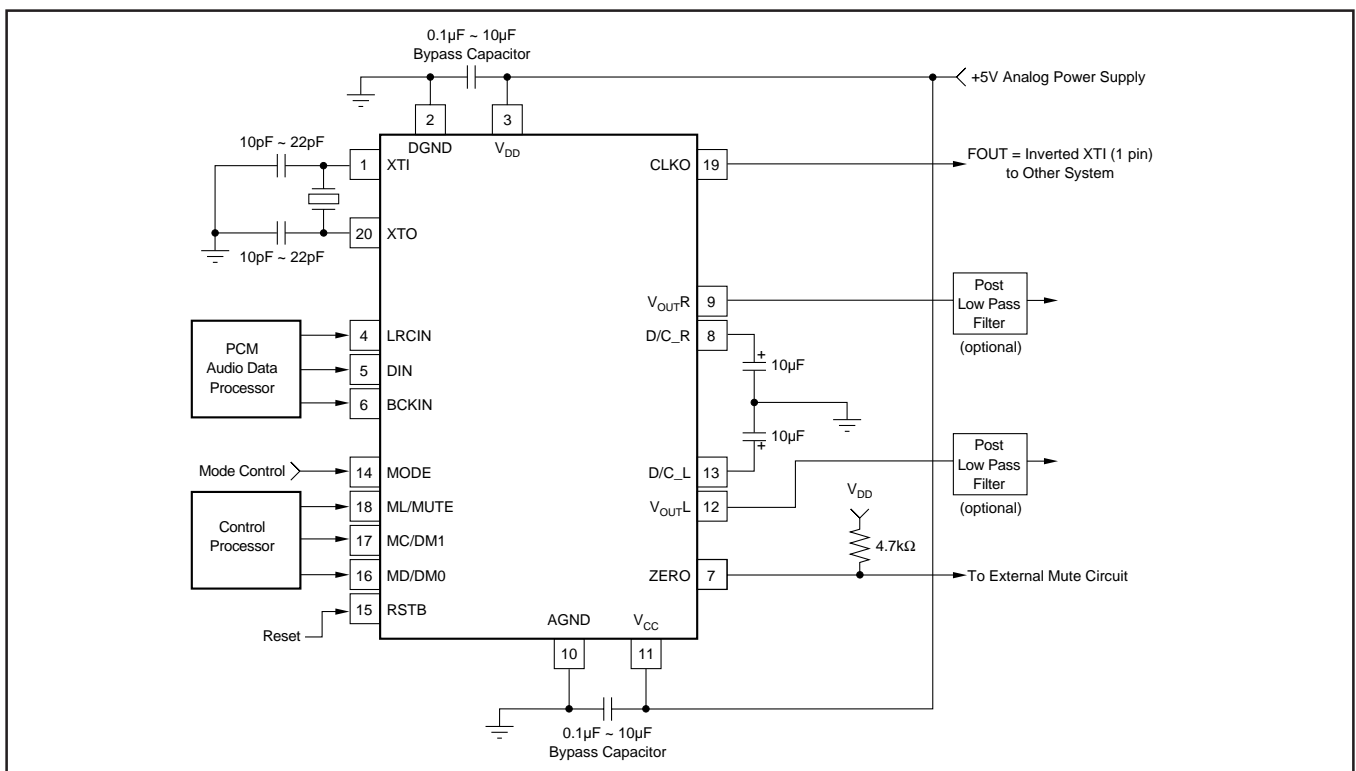 0.1µF ~ 10µF
Bypass Capacitor
+5V Analog Power Supply
2
3
DGND
VDD
10pF ~ 22pF
1
XTI
CLKO
19
FOUT = Inverted XTI (1 pin)
to Other System
20
XTO
10pF ~ 22pF
VOUTR
9
Post
Low Pass
Filter
(optional)
PCM
Audio Data
Processor
4
LRCIN
5
DIN
6
BCKIN
D/C_R
8
+
10µF
10µF
+
Mode Control
14
MODE
D/C_L
13
Post
Low Pass
Filter
(optional)
Control
Processor
18
ML/MUTE
17
MC/DM1
16
MD/DM0
VOUTL
12
VDD
4.7kΩ
ZERO
7
To External Mute Circuit
15
RSTB
Reset
AGND
VCC
10
11
0.1µF ~ 10µF
Bypass Capacitor